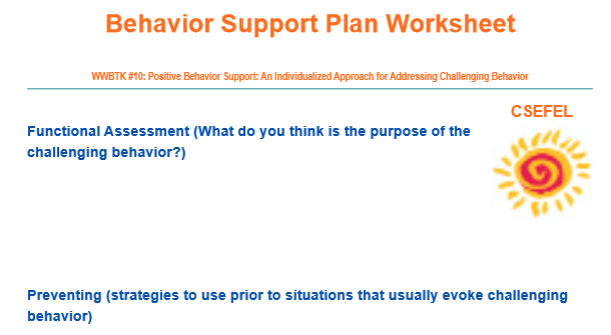 Behavior Support Plan Worksheet
WWBTK #10: Positive Behavior Support: An Individualized Approach for Addressing Challenging Behavior
CSEFEL
Functional Assessment (What do you think is the purpose of the
challenging behavior?)
Preventing (strategies to use prior to situations that usually evoke challenging
behavior)